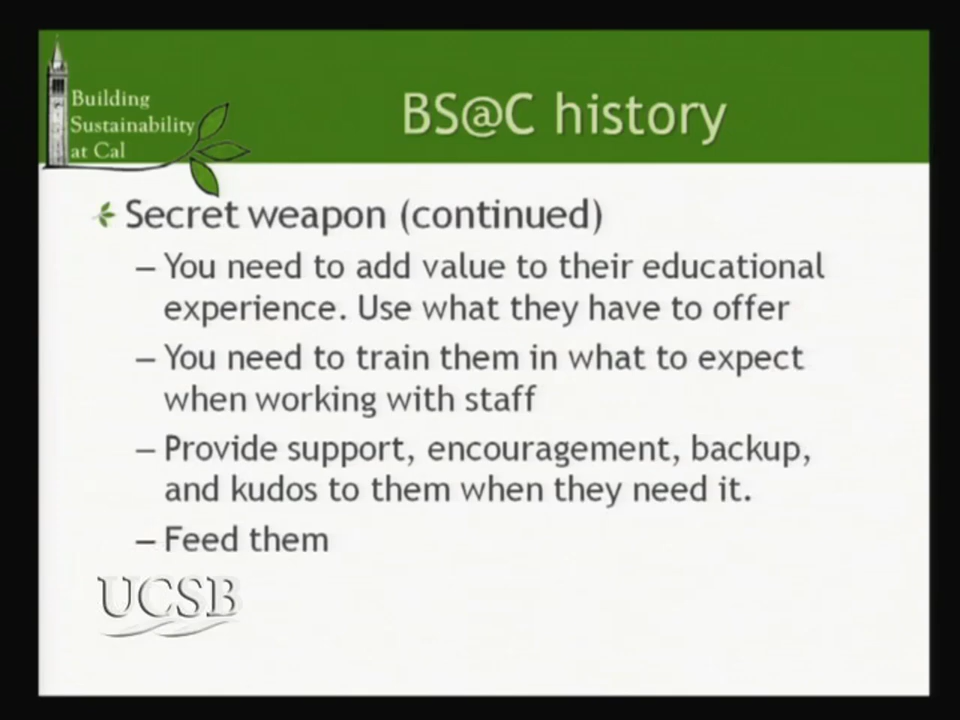 Building
Sustainability
at Cal
BS@C history
Secret weapon (continued)
– You need to add value to their educational
experience. Use what they have to offer
– You need to train them in what to expect
when working with staff
– Provide support, encouragement, backup,
and kudos to them when they need it.
– Feed them
UCSB